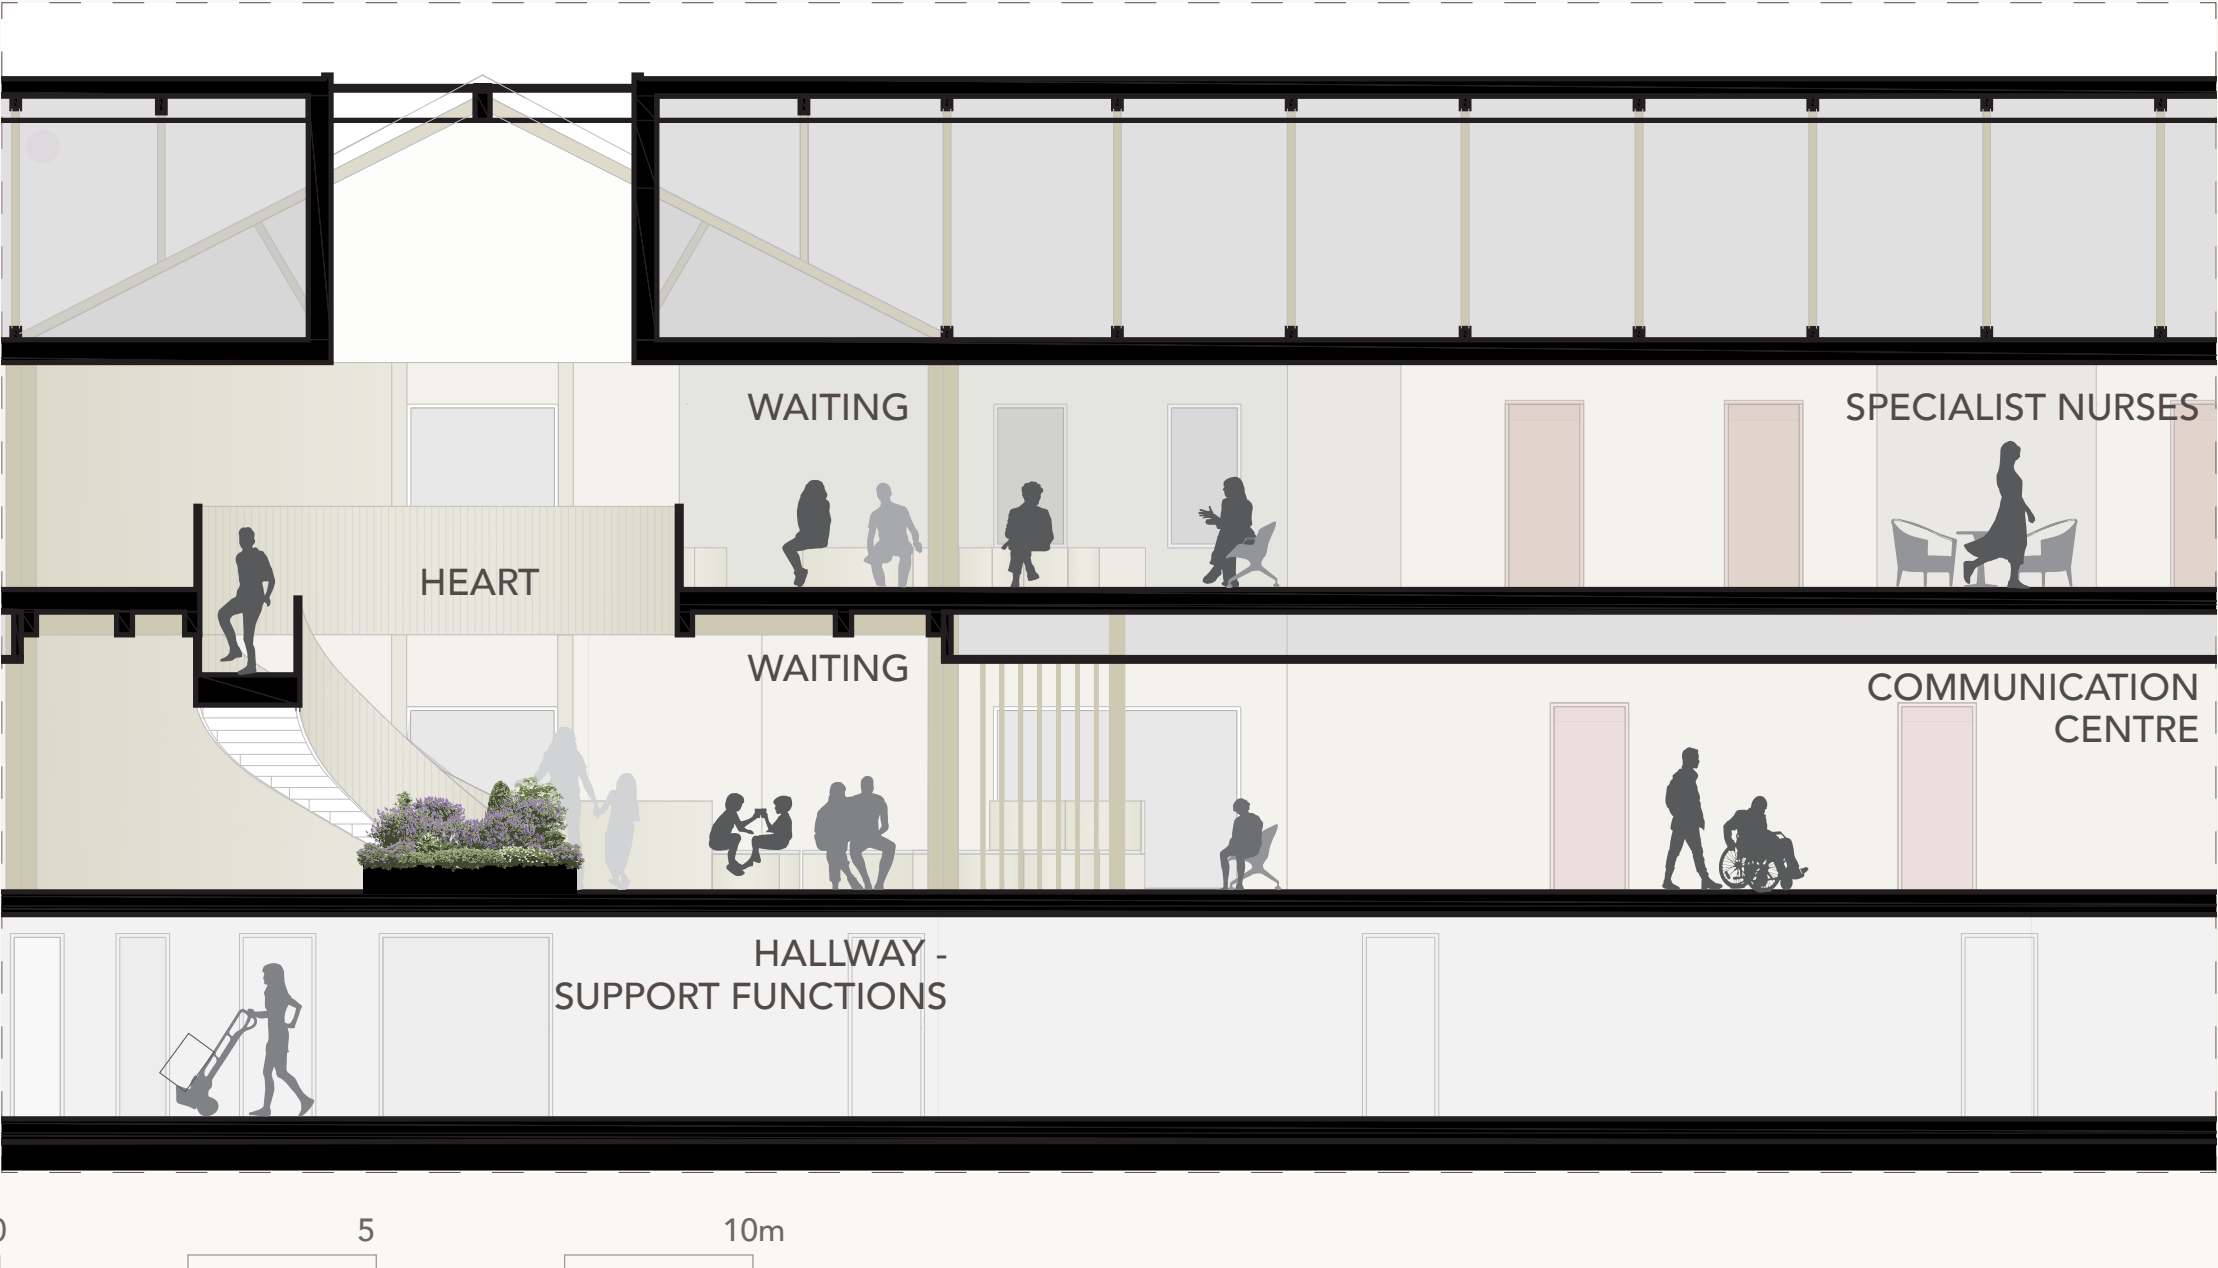 WAITING
SPECIALIST NURSES
HEART
WAITING
COMMUNICATION
CENTRE
HALLWAY -
SUPPORT FUNCTIONS
0 5 10m